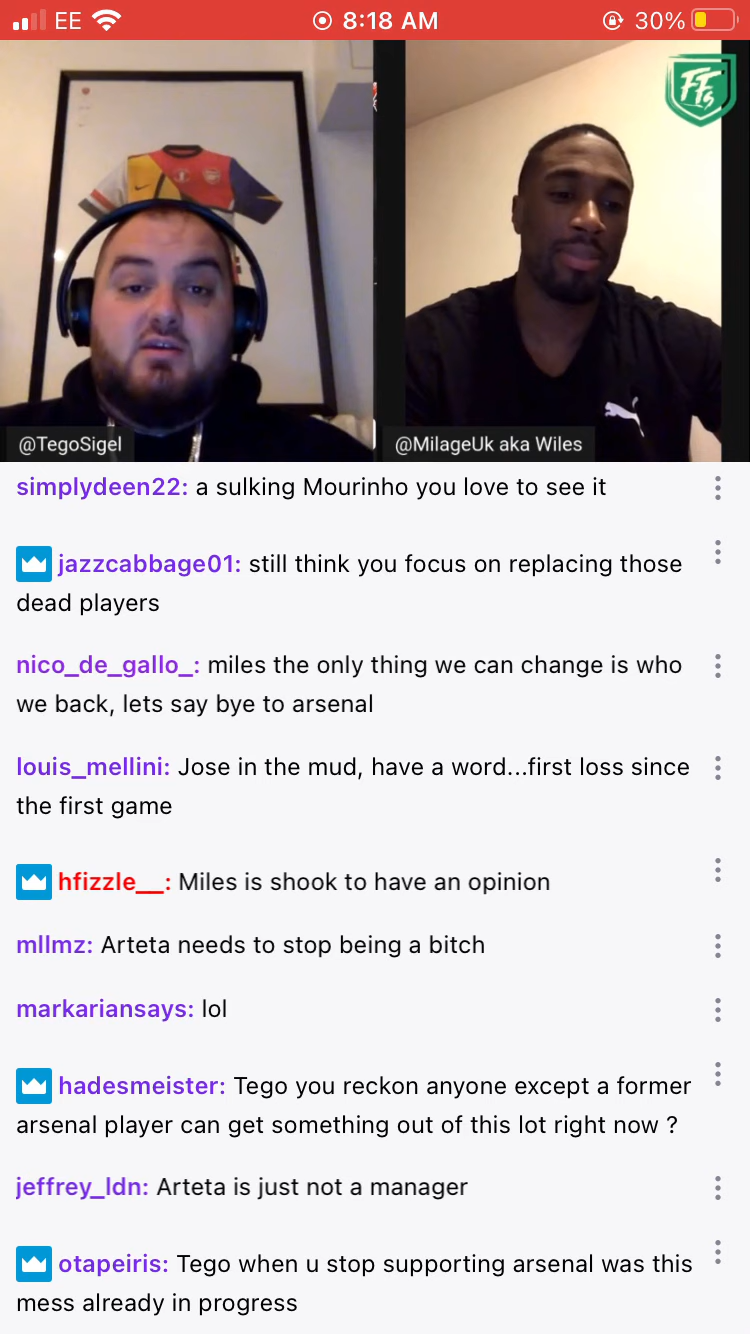 EE
8:18 AM
30%
FFs
@TegoSigel
@MilageUk aka Wiles
simplydeen22: a sulking Mourinho you love to see it
jazzcabbage01: still think you focus on replacing those
dead players
nico_de_gallo_: miles the only thing we can change is who
we back, lets say bye to arsenal
louis_mellini: Jose in the mud, have a word...first loss since
the first game
hfizzle__: Miles is shook to have an opinion
mllmz: Arteta needs to stop being a bitch
markariansays: lol
hadesmeister: Tego you reckon anyone except a former
arsenal player can get something out of this lot right now ?
jeffrey_ldn: Arteta is just not a manager
otapeiris: Tego when u stop supporting arsenal was this
mess already in progress